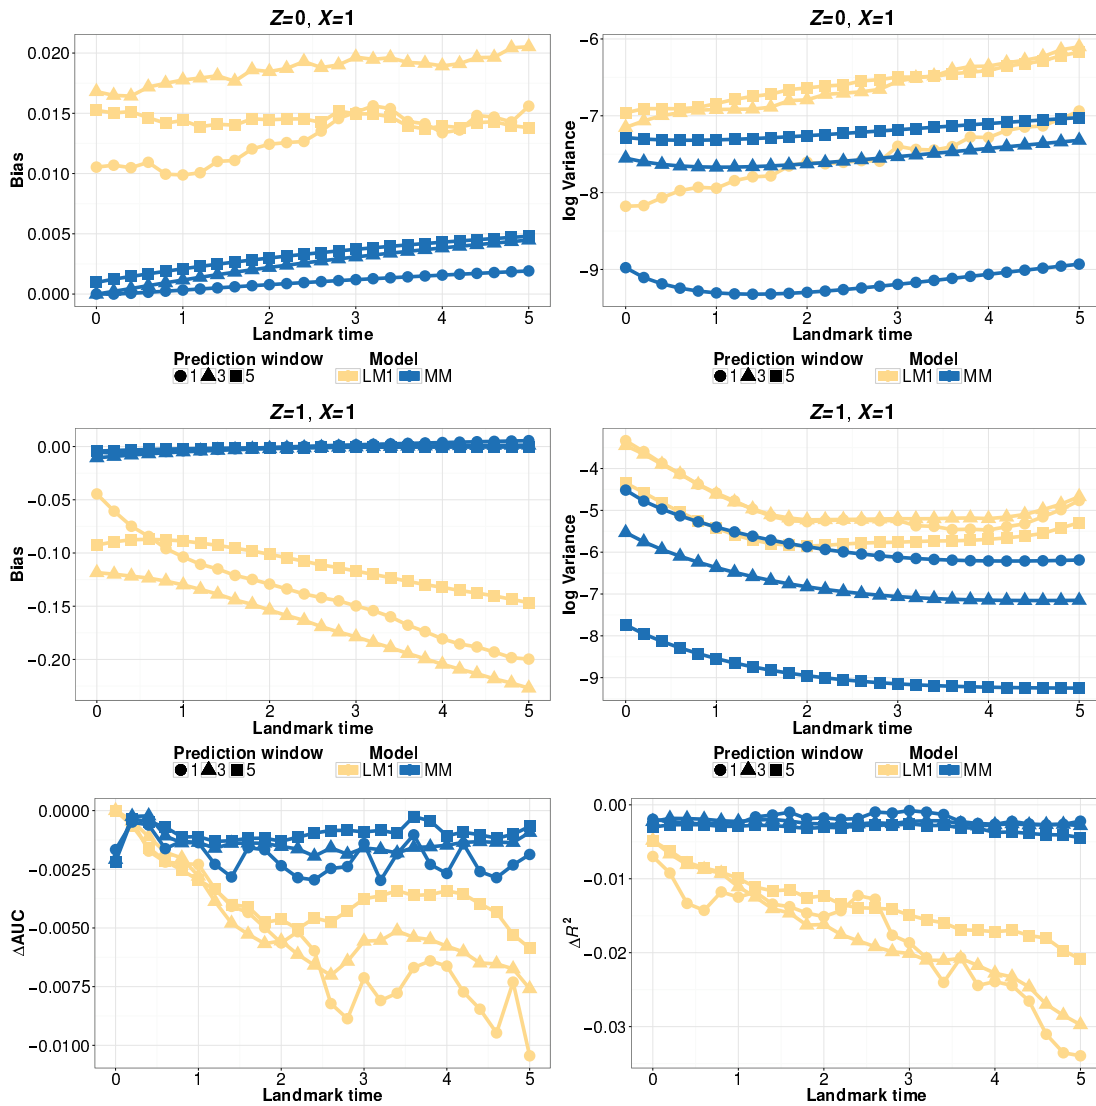 Z=0, X=1
Bias
0.020
0.015
0.010
0.005
0.000
0 1 2 3 4 5
Landmark time
Prediction window Model
1 3 5 LM1 MM
Z=0, X=1
log Variance
−6
−7
−8
−9
0 1 2 3 4 5
Landmark time
Prediction window Model
1 3 5 LM1 MM
Z=1, X=1
Bias
0.00
−0.05
−0.10
−0.15
−0.20
0 1 2 3 4 5
Landmark time
Prediction window Model
1 3 5 LM1 MM
Z=1, X=1
log Variance
−4
−5
−6
−7
−8
−9
0 1 2 3 4 5
Landmark time
Prediction window Model
1 3 5 LM1 MM
ΔAUC
0.0000
−0.0025
−0.0050
−0.0075
−0.0100
0 1 2 3 4 5
Landmark time
ΔR²
0.00
−0.01
−0.02
−0.03
0 1 2 3 4 5
Landmark time